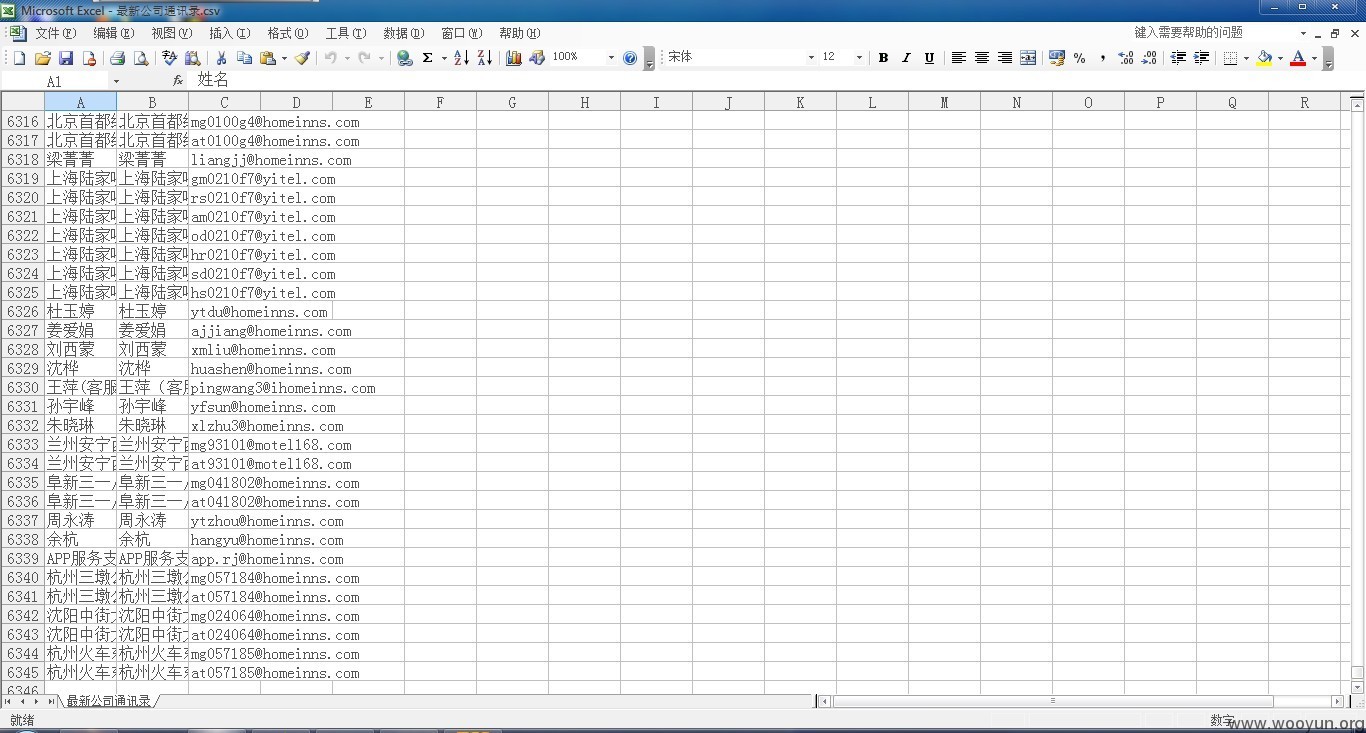 Microsoft Excel - 最新公司通讯录.csv
文件(F) 编辑(E) 视图(V) 插入(I) 格式(O) 工具(T) 数据(D) 窗口(W) 帮助(H) 键入需要帮助的问题
100% 宋体 12 B I U
A1 fx 姓名
A B C D E F G H I J K L M N O P Q R
6316 北京首都 北京首都 mg0100g4@homeinns.com
6317 北京首都 北京首都 at0100g4@homeinns.com
6318 梁菁菁 梁菁菁 liangjj@homeinns.com
6319 上海陆家 上海陆家 gm0210f7@yitel.com
6320 上海陆家 上海陆家 rs0210f7@yitel.com
6321 上海陆家 上海陆家 am0210f7@yitel.com
6322 上海陆家 上海陆家 od0210f7@yitel.com
6323 上海陆家 上海陆家 hr0210f7@yitel.com
6324 上海陆家 上海陆家 sd0210f7@yitel.com
6325 上海陆家 上海陆家 hs0210f7@yitel.com
6326 杜玉婷 杜玉婷 ytdu@homeinns.com
6327 姜爱娟 姜爱娟 ajjiang@homeinns.com
6328 刘西蒙 刘西蒙 xmliu@homeinns.com
6329 沈桦 沈桦 huashen@homeinns.com
6330 王萍(客服 王萍（客 pingwang3@ihomeinns.com
6331 孙宇峰 孙宇峰 yfsun@homeinns.com
6332 朱晓琳 朱晓琳 xlzhu3@homeinns.com
6333 兰州安宁 兰州安宁 mg93101@motel168.com
6334 兰州安宁 兰州安宁 at93101@motel168.com
6335 阜新三一 阜新三一 mg041802@homeinns.com
6336 阜新三一 阜新三一 at041802@homeinns.com
6337 周永涛 周永涛 ytzhou@homeinns.com
6338 余杭 余杭 hangyu@homeinns.com
6339 APP服务支 APP服务支 app.rj@homeinns.com
6340 杭州三墩 杭州三墩 mg057184@homeinns.com
6341 杭州三墩 杭州三墩 at057184@homeinns.com
6342 沈阳中街 沈阳中街 mg024064@homeinns.com
6343 沈阳中街 沈阳中街 at024064@homeinns.com
6344 杭州火车 杭州火车 mg057185@homeinns.com
6345 杭州火车 杭州火车 at057185@homeinns.com
6346
最新公司通讯录
就绪 数字
www.wooyun.org